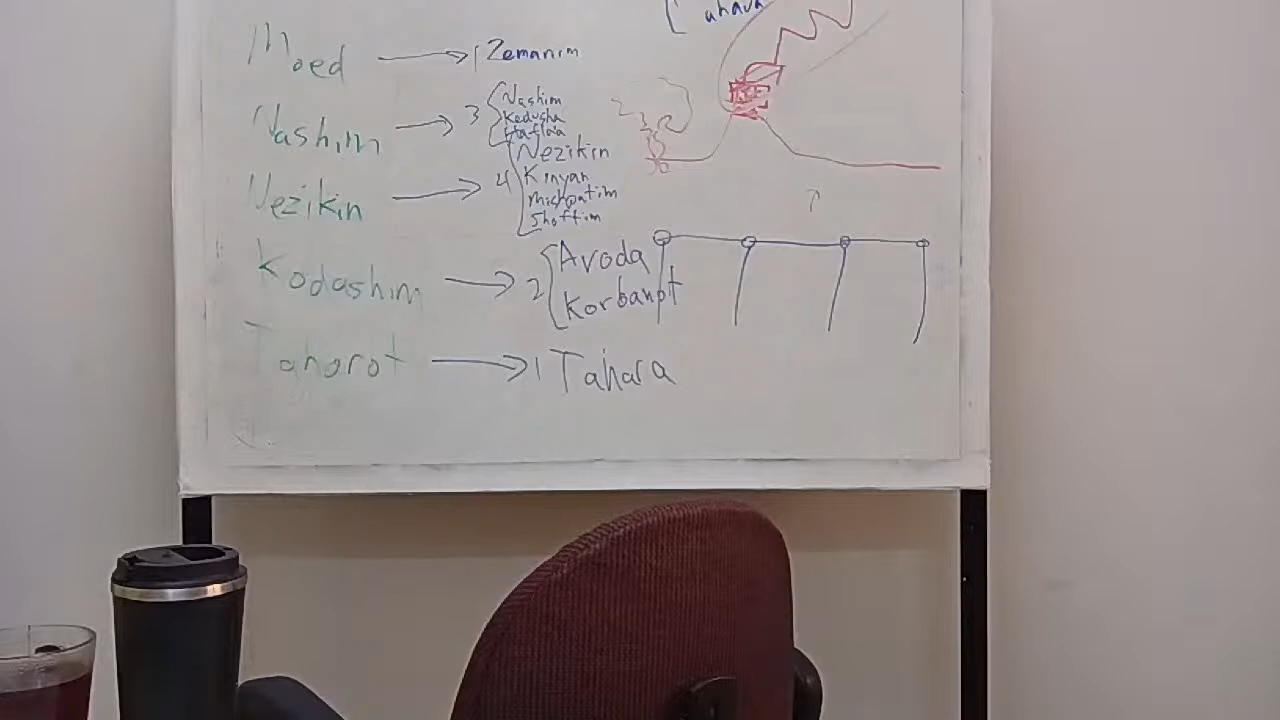 ahava
Moed → 1 Zemanim
Nashim → 3 { Nashim
Kedusha
Haflaa
Nezikin → 4 { Nezikin
Kinyan
Mishpatim
Shoftim
Kodashim → 2 { Avoda
Korbanot
Taharot → 1 Tahara